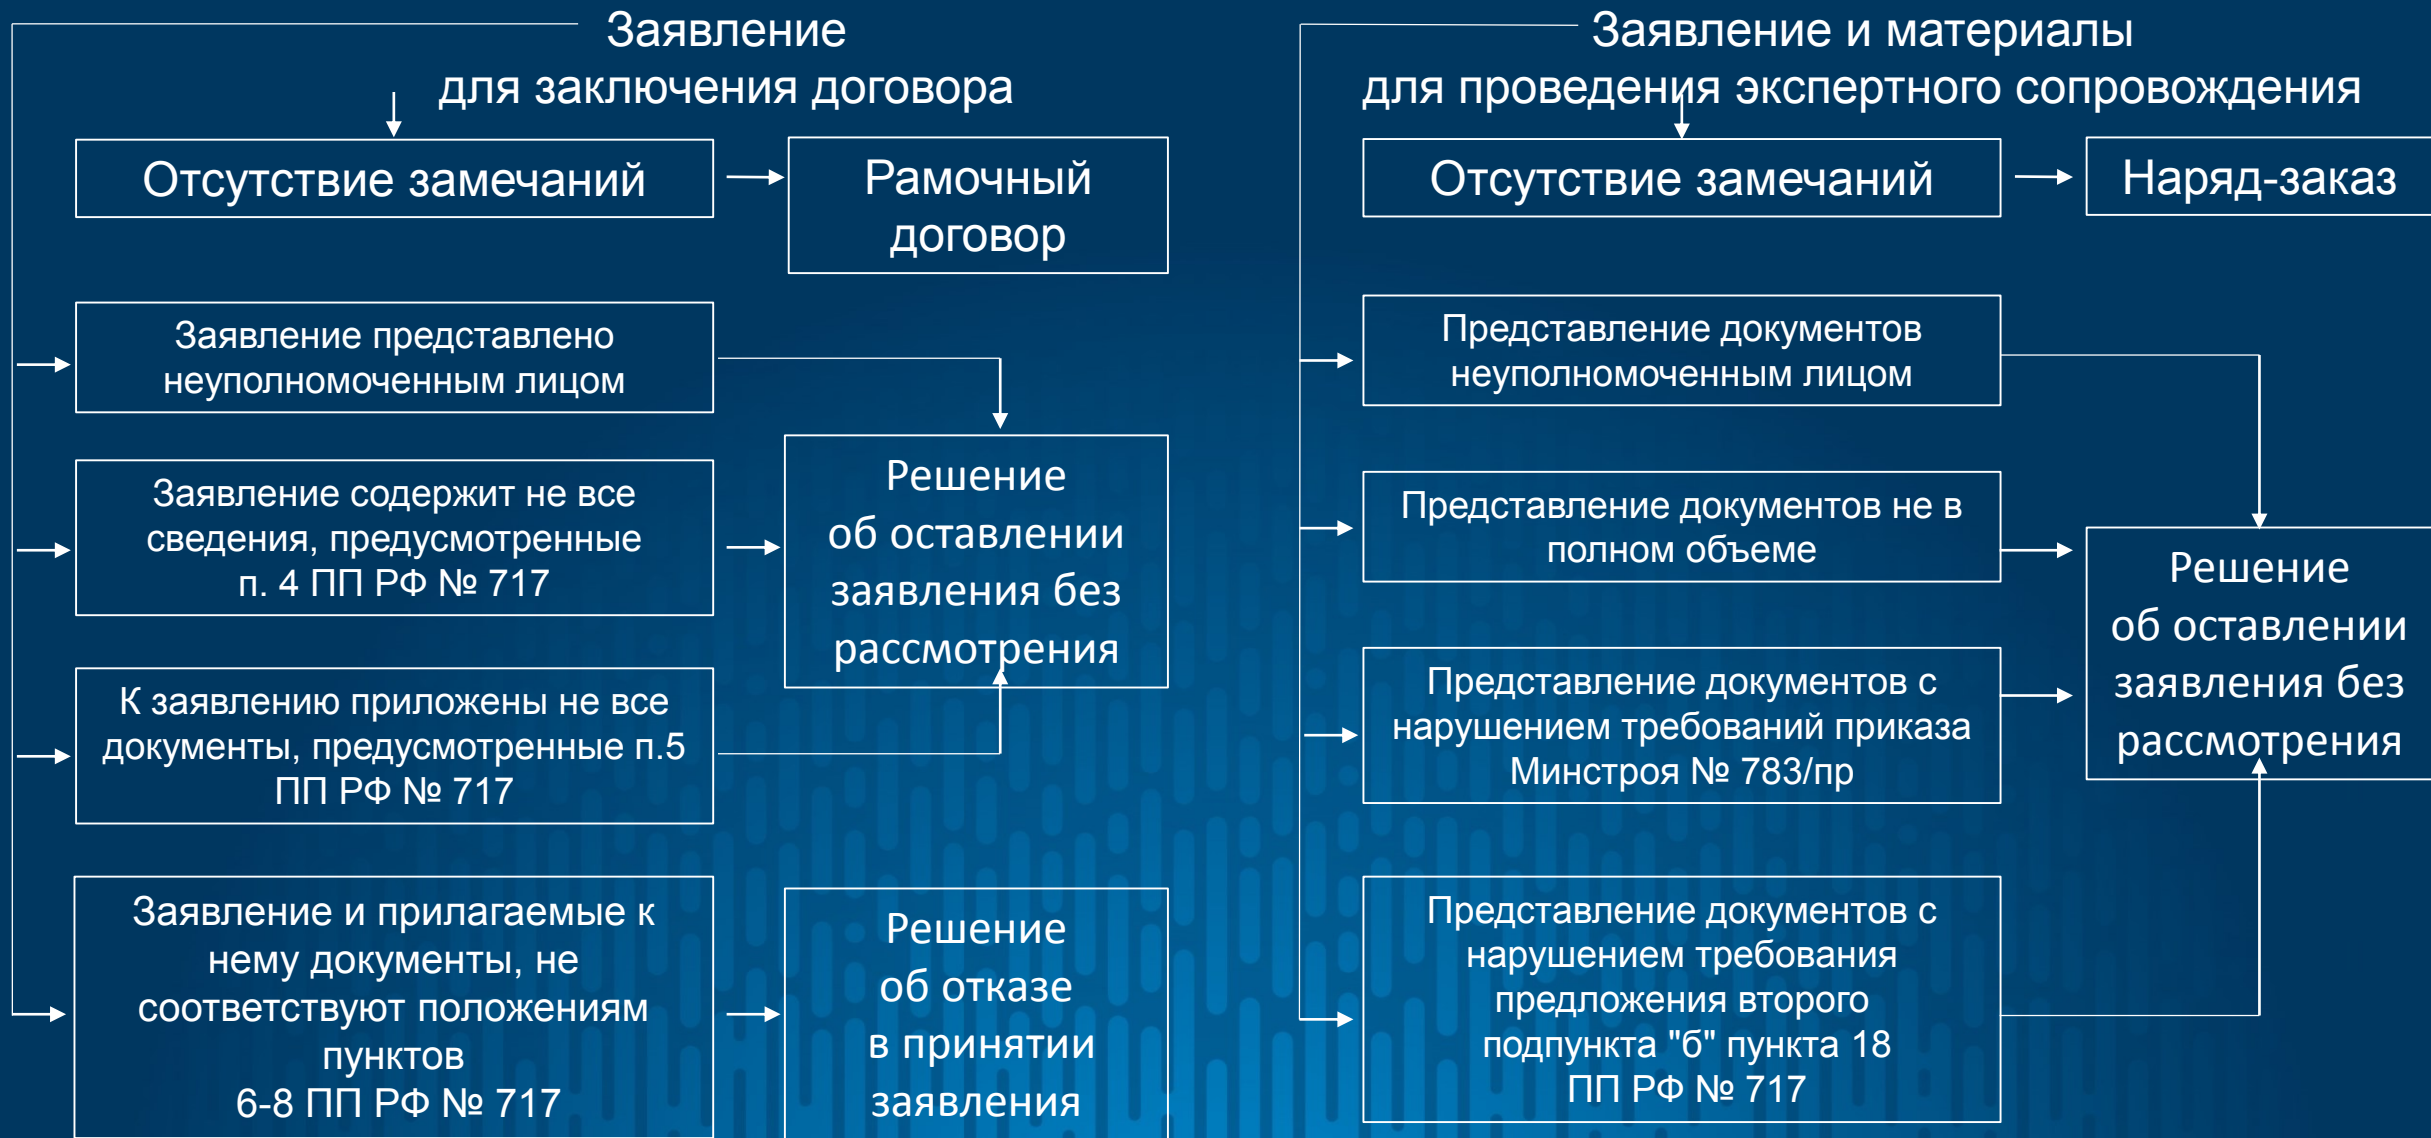 Заявление
для заключения договора
Отсутствие замечаний
Рамочный
договор
Заявление представлено
неуполномоченным лицом
Заявление содержит не все
сведения, предусмотренные
п. 4 ПП РФ № 717
К заявлению приложены не все
документы, предусмотренные п.5
ПП РФ № 717
Решение
об оставлении
заявления без
рассмотрения
Заявление и прилагаемые к
нему документы, не
соответствуют положениям
пунктов
6-8 ПП РФ № 717
Решение
об отказе
в принятии
заявления
Заявление и материалы
для проведения экспертного сопровождения
Отсутствие замечаний
Наряд-заказ
Представление документов
неуполномоченным лицом
Представление документов не в
полном объеме
Представление документов с
нарушением требований приказа
Минстроя № 783/пр
Представление документов с
нарушением требования
предложения второго
подпункта "б" пункта 18
ПП РФ № 717
Решение
об оставлении
заявления без
рассмотрения